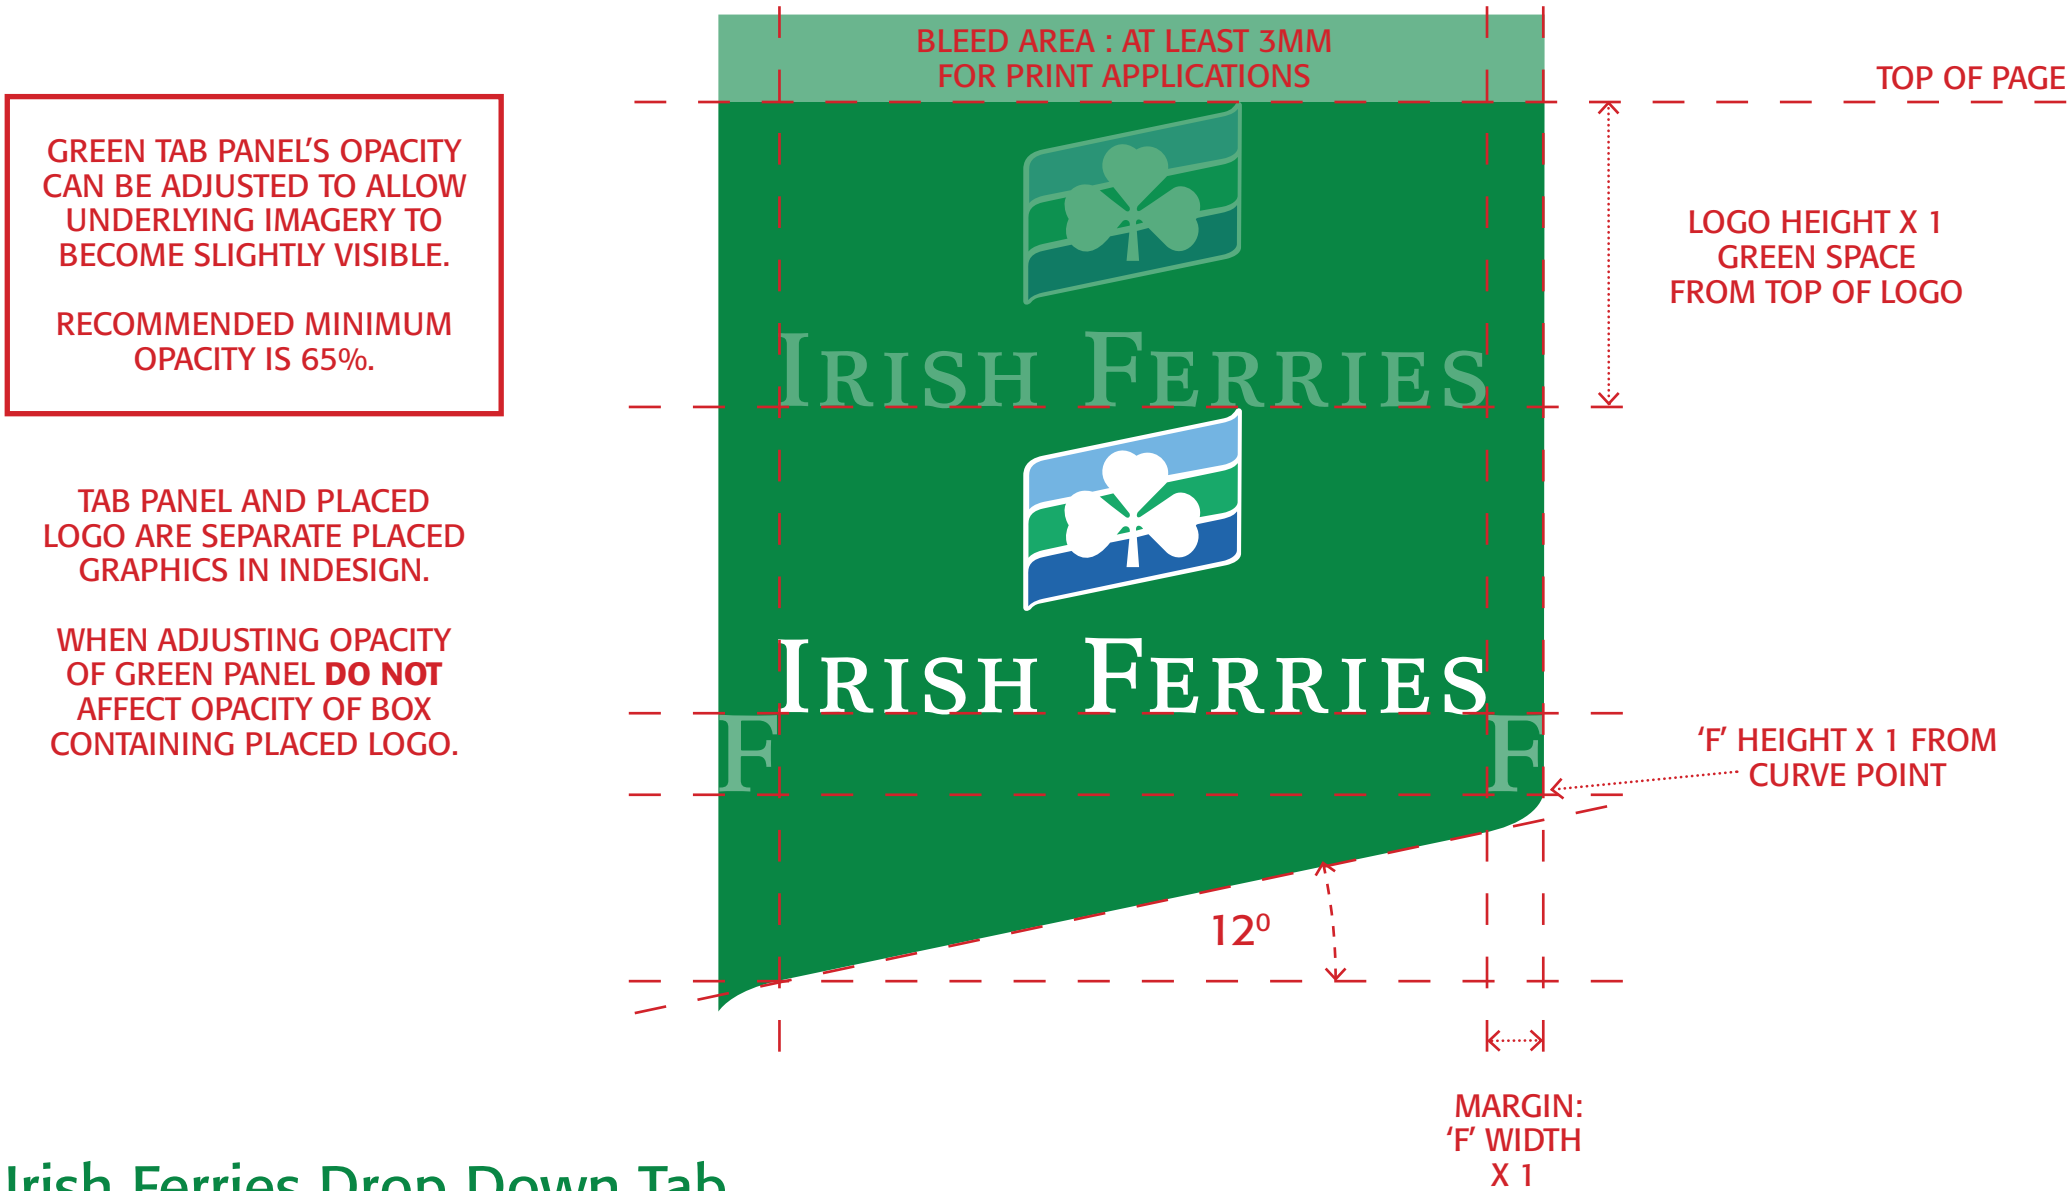 BLEED AREA : AT LEAST 3MM
FOR PRINT APPLICATIONS
TOP OF PAGE
GREEN TAB PANEL’S OPACITY
CAN BE ADJUSTED TO ALLOW
UNDERLYING IMAGERY TO
BECOME SLIGHTLY VISIBLE.
RECOMMENDED MINIMUM
OPACITY IS 65%.
LOGO HEIGHT X 1
GREEN SPACE
FROM TOP OF LOGO
IRISH FERRIES
TAB PANEL AND PLACED
LOGO ARE SEPARATE PLACED
GRAPHICS IN INDESIGN.
WHEN ADJUSTING OPACITY
OF GREEN PANEL DO NOT
AFFECT OPACITY OF BOX
CONTAINING PLACED LOGO.
IRISH FERRIES
F
F
‘F’ HEIGHT X 1 FROM
CURVE POINT
12⁰
MARGIN:
‘F’ WIDTH
X 1
Irish Ferries Drop Down Tab